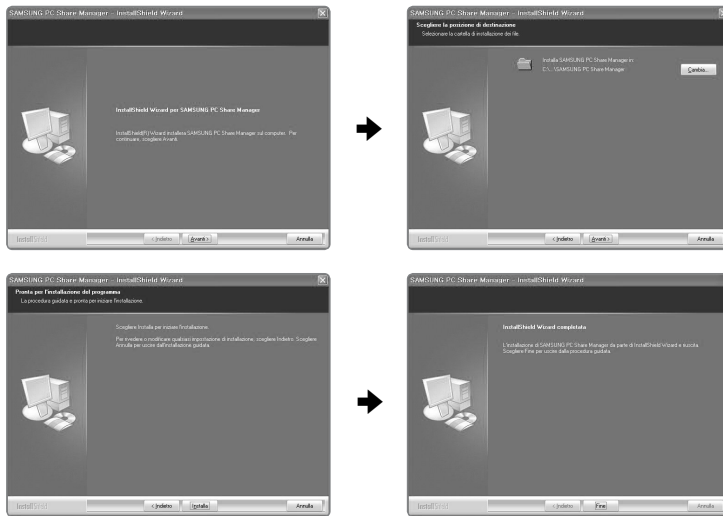 SAMSUNG PC Share Manager - InstallShield Wizard
InstallShield Wizard per SAMSUNG PC Share Manager
InstallShield(R) Wizard installerà SAMSUNG PC Share Manager sul computer. Per
continuare, scegliere Avanti.
InstallShield
< Indietro
Avanti >
Annulla
SAMSUNG PC Share Manager - InstallShield Wizard
Scegliere la posizione di destinazione
Selezionare la cartella di installazione dei file.
Installa SAMSUNG PC Share Manager in:
C:\...\SAMSUNG PC Share Manager
Cambia...
InstallShield
< Indietro
Avanti >
Annulla
SAMSUNG PC Share Manager - InstallShield Wizard
Pronta per l'installazione del programma
La procedura guidata è pronta per iniziare l'installazione.
Scegliere Installa per iniziare l'installazione.
Per rivedere o modificare qualsiasi impostazione di installazione, scegliere Indietro. Scegliere
Annulla per uscire dall'installazione guidata.
InstallShield
< Indietro
Installa
Annulla
SAMSUNG PC Share Manager - InstallShield Wizard
InstallShield Wizard completata
L'installazione di SAMSUNG PC Share Manager da parte di InstallShield Wizard è riuscita.
Scegliere Fine per uscire dalla procedura guidata.
InstallShield
< Indietro
Fine
Annulla